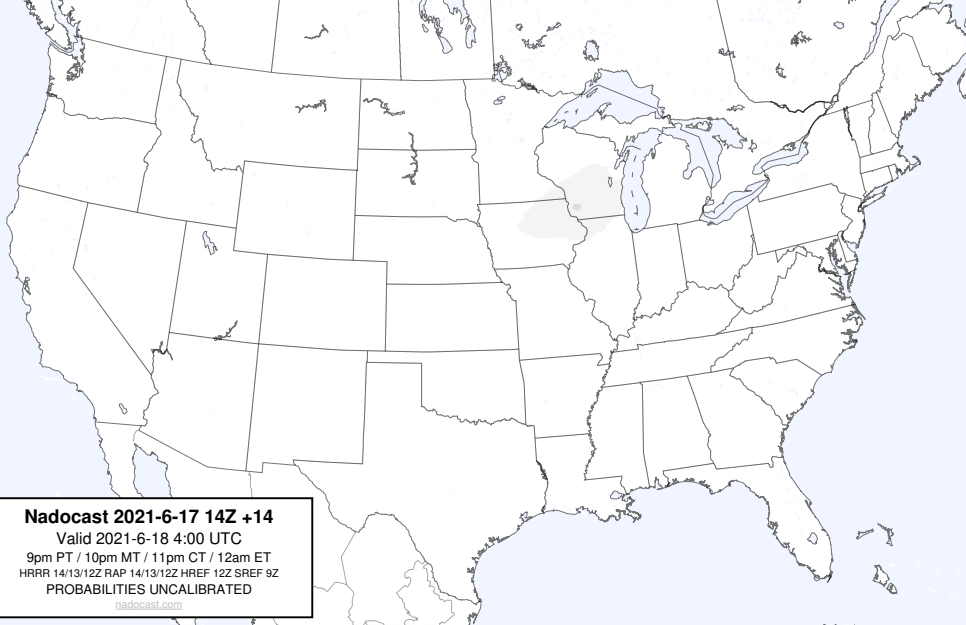 Nadocast 2021-6-17 14Z +14
Valid 2021-6-18 4:00 UTC
9pm PT / 10pm MT / 11pm CT / 12am ET
HRRR 14/13/12Z RAP 14/13/12Z HREF 12Z SREF 9Z
PROBABILITIES UNCALIBRATED
nadocast.com